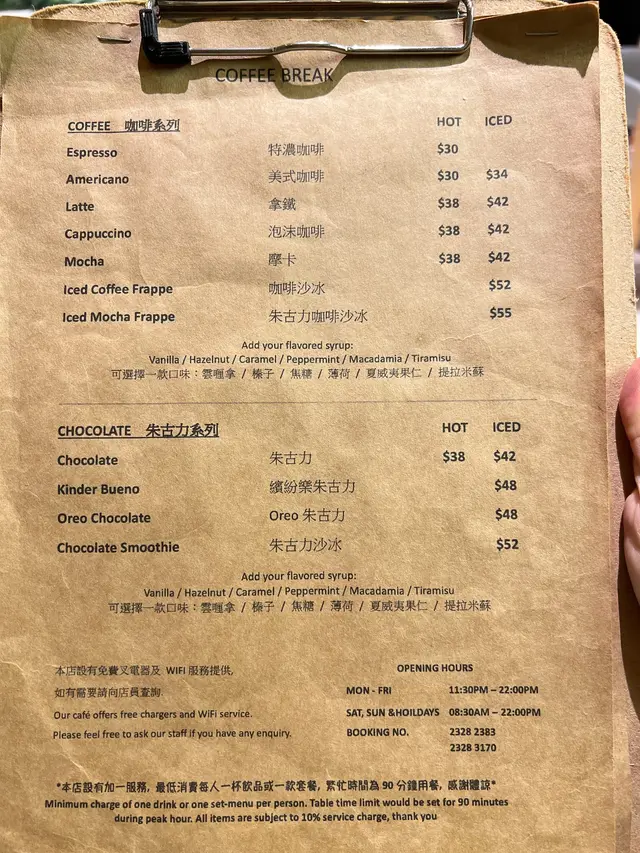 COFFEE BREAK
COFFEE 咖啡系列 HOT ICED
Espresso 特濃咖啡 $30
Americano 美式咖啡 $30 $34
Latte 拿鐵 $38 $42
Cappuccino 泡沫咖啡 $38 $42
Mocha 摩卡 $38 $42
Iced Coffee Frappe 咖啡沙冰 $52
Iced Mocha Frappe 朱古力咖啡沙冰 $55
Add your flavored syrup:
Vanilla / Hazelnut / Caramel / Peppermint / Macadamia / Tiramisu
可選擇一款口味：雲喱拿 / 榛子 / 焦糖 / 薄荷 / 夏威夷果仁 / 提拉米蘇
CHOCOLATE 朱古力系列 HOT ICED
Chocolate 朱古力 $38 $42
Kinder Bueno 繽紛樂朱古力 $48
Oreo Chocolate Oreo 朱古力 $48
Chocolate Smoothie 朱古力沙冰 $52
Add your flavored syrup:
Vanilla / Hazelnut / Caramel / Peppermint / Macadamia / Tiramisu
可選擇一款口味：雲喱拿 / 榛子 / 焦糖 / 薄荷 / 夏威夷果仁 / 提拉米蘇
本店設有免費叉電器及 WIFI 服務提供,
如有需要請向店員查詢
Our café offers free chargers and WiFi service.
Please feel free to ask our staff if you have any enquiry.
OPENING HOURS
MON - FRI 11:30PM – 22:00PM
SAT, SUN &HOILDAYS 08:30AM – 22:00PM
BOOKING NO. 2328 2383
2328 3170
*本店設有加一服務, 最低消費每人一杯飲品或一款套餐, 繁忙時間為 90 分鐘用餐, 感謝體諒*
Minimum charge of one drink or one set-menu per person. Table time limit would be set for 90 minutes
during peak hour. All items are subject to 10% service charge, thank you